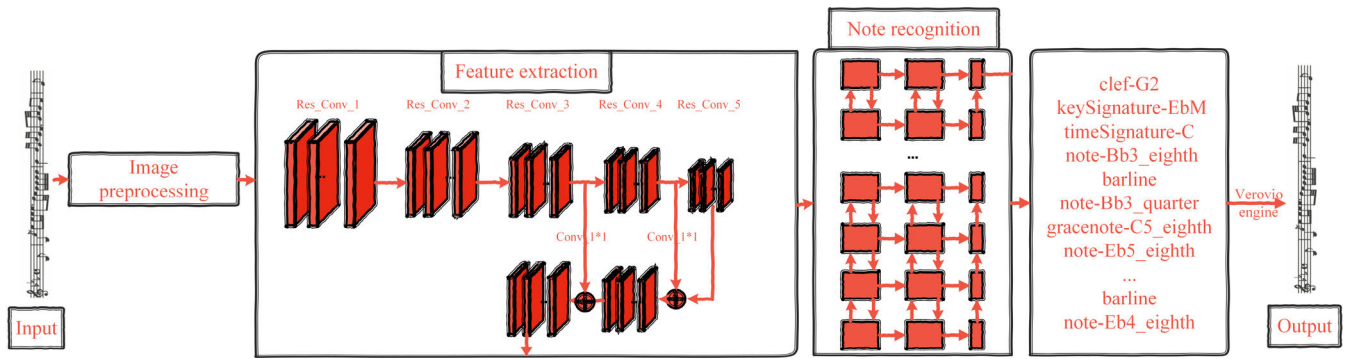 Input
Image
preprocessing
Feature extraction
Res_Conv_1
Res_Conv_2
Res_Conv_3
Res_Conv_4
Res_Conv_5
...
...
...
...
...
Conv_1*1
Conv_1*1
Note recognition
...
clef-G2
keySignature-EbM
timeSignature-C
note-Bb3_eighth
barline
note-Bb3_quarter
gracenote-C5_eighth
note-Eb5_eighth
...
barline
note-Eb4_eighth
Verovio
engine
Output